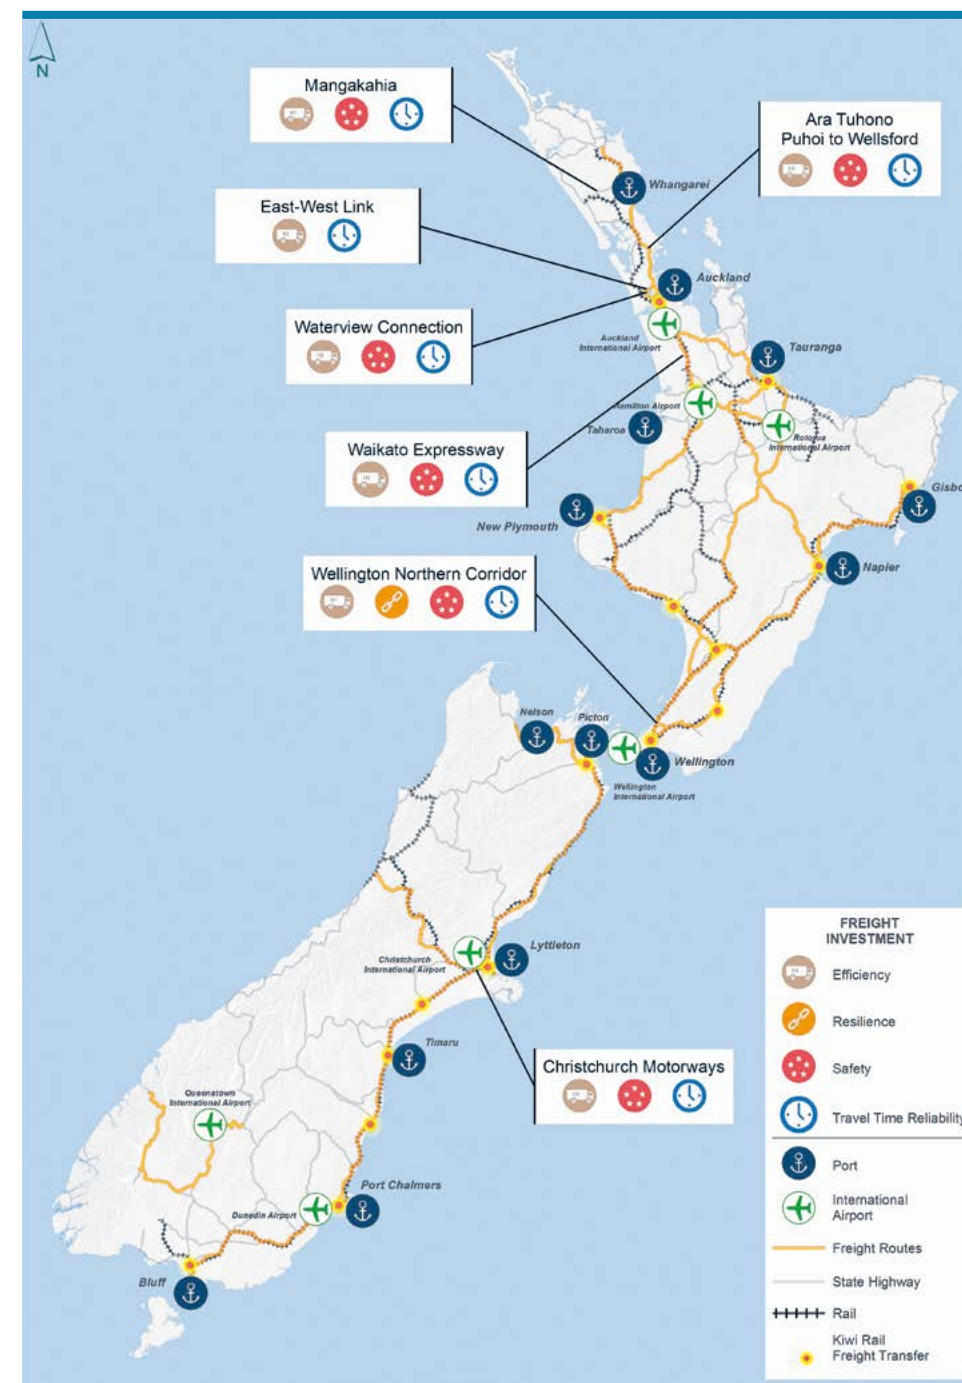 N
Mangakahia
Ara Tuhono
Puhoi to Wellsford
Whangarei
East-West Link
Auckland
Waterview Connection
Auckland
International Airport
Tauranga
Hamilton Airport
Taharoa
Rotorua
International Airport
Waikato Expressway
Gisbo
New Plymouth
Napier
Wellington Northern Corridor
Nelson
Picton
Wellington
Wellington
International Airport
Lyttleton
Christchurch
International Airport
Timaru
Christchurch Motorways
Queenstown
International Airport
Port Chalmers
Dunedin Airport
Bluff
FREIGHT
INVESTMENT
Efficiency
Resilience
Safety
Travel Time Reliability
Port
International
Airport
Freight Routes
State Highway
Rail
Kiwi Rail
Freight Transfer